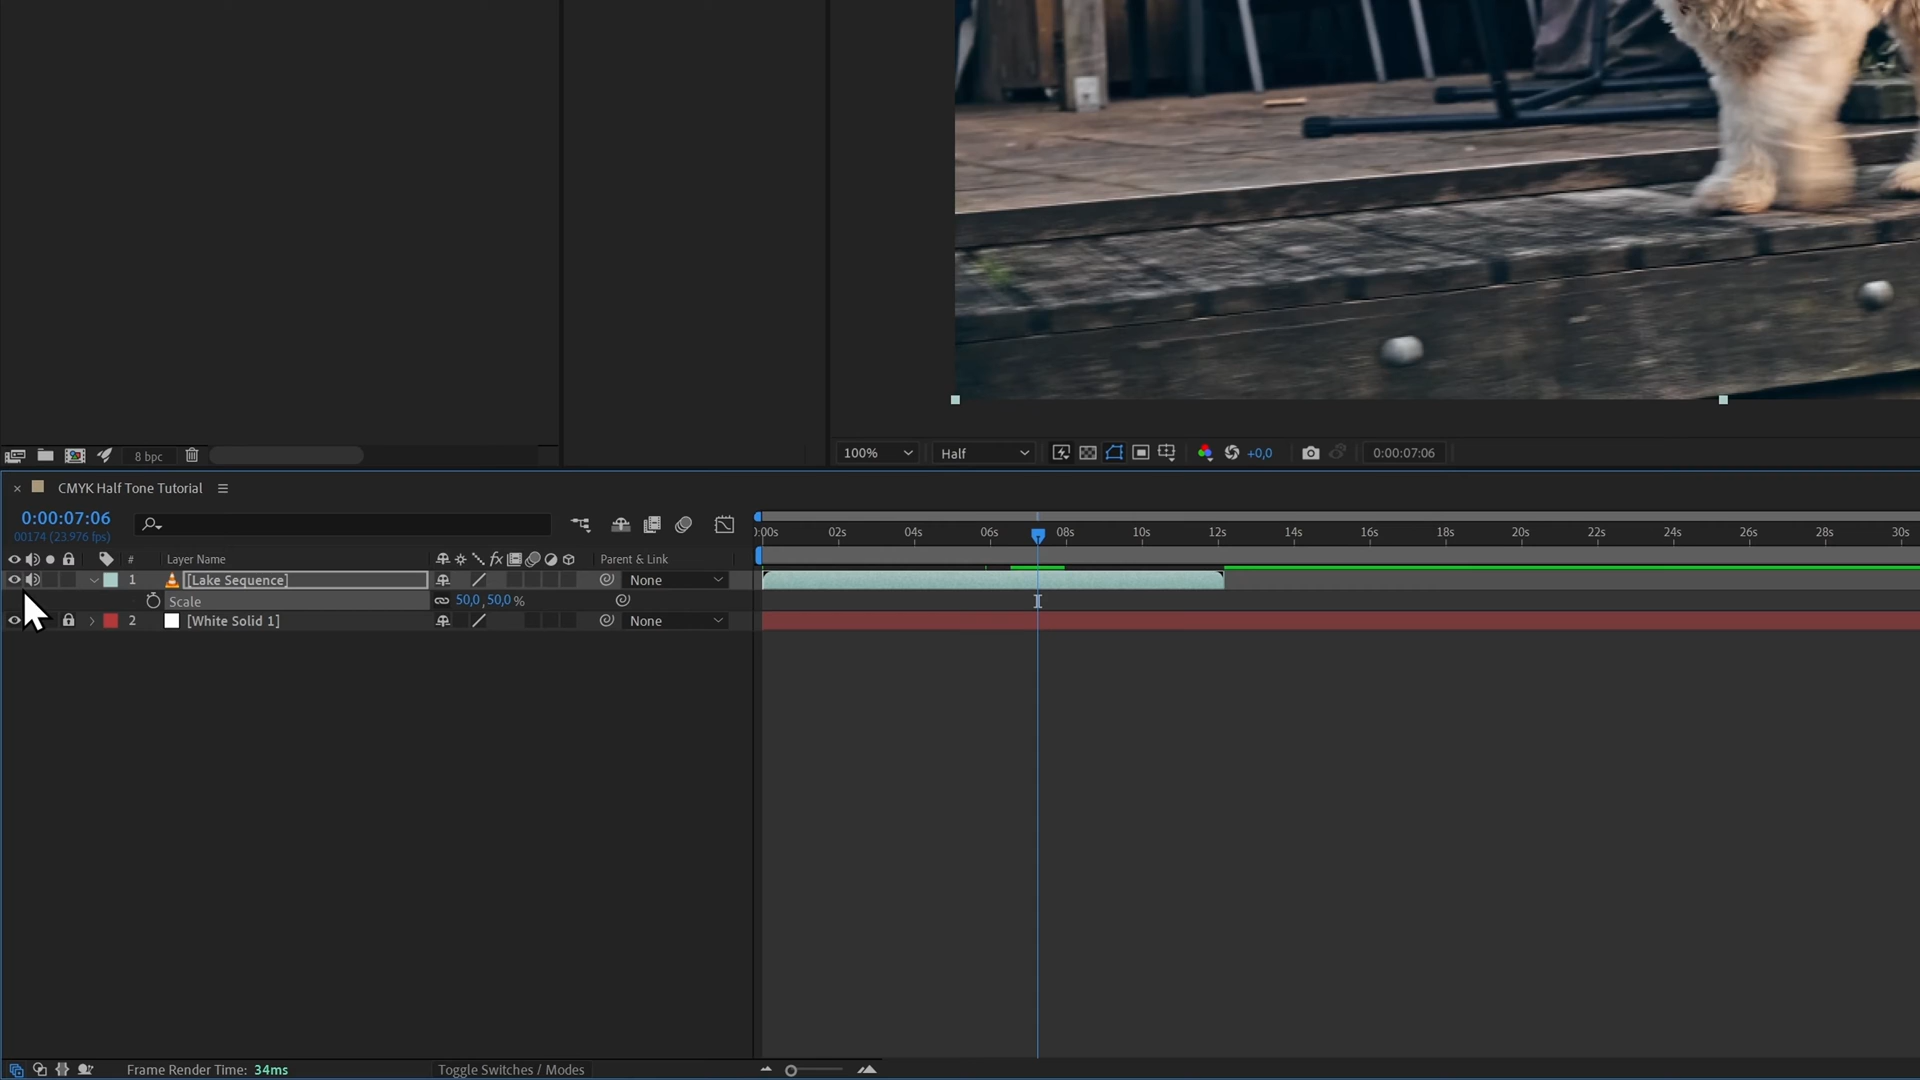 8 bpc
100%
Half
+0,0
0:00:07:06
CMYK Half Tone Tutorial
0:00:07:06
00174 (23.976 fps)
:00s 02s 04s 06s 08s 10s 12s 14s 16s 18s 20s 22s 24s 26s 28s 30s
# Layer Name fx Parent & Link
1 [Lake Sequence] None
Scale 50,0, 50,0 %
2 [White Solid 1] None
Frame Render Time: 34ms
Toggle Switches / Modes